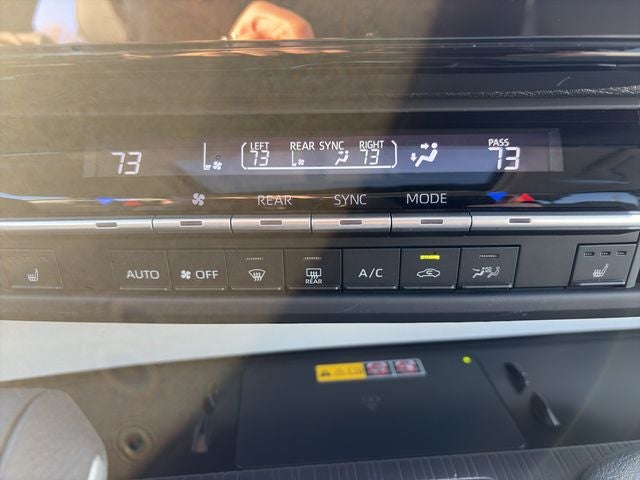 PASS
LEFT REAR SYNC RIGHT
73 73 73 73
REAR SYNC MODE
AUTO OFF REAR A/C